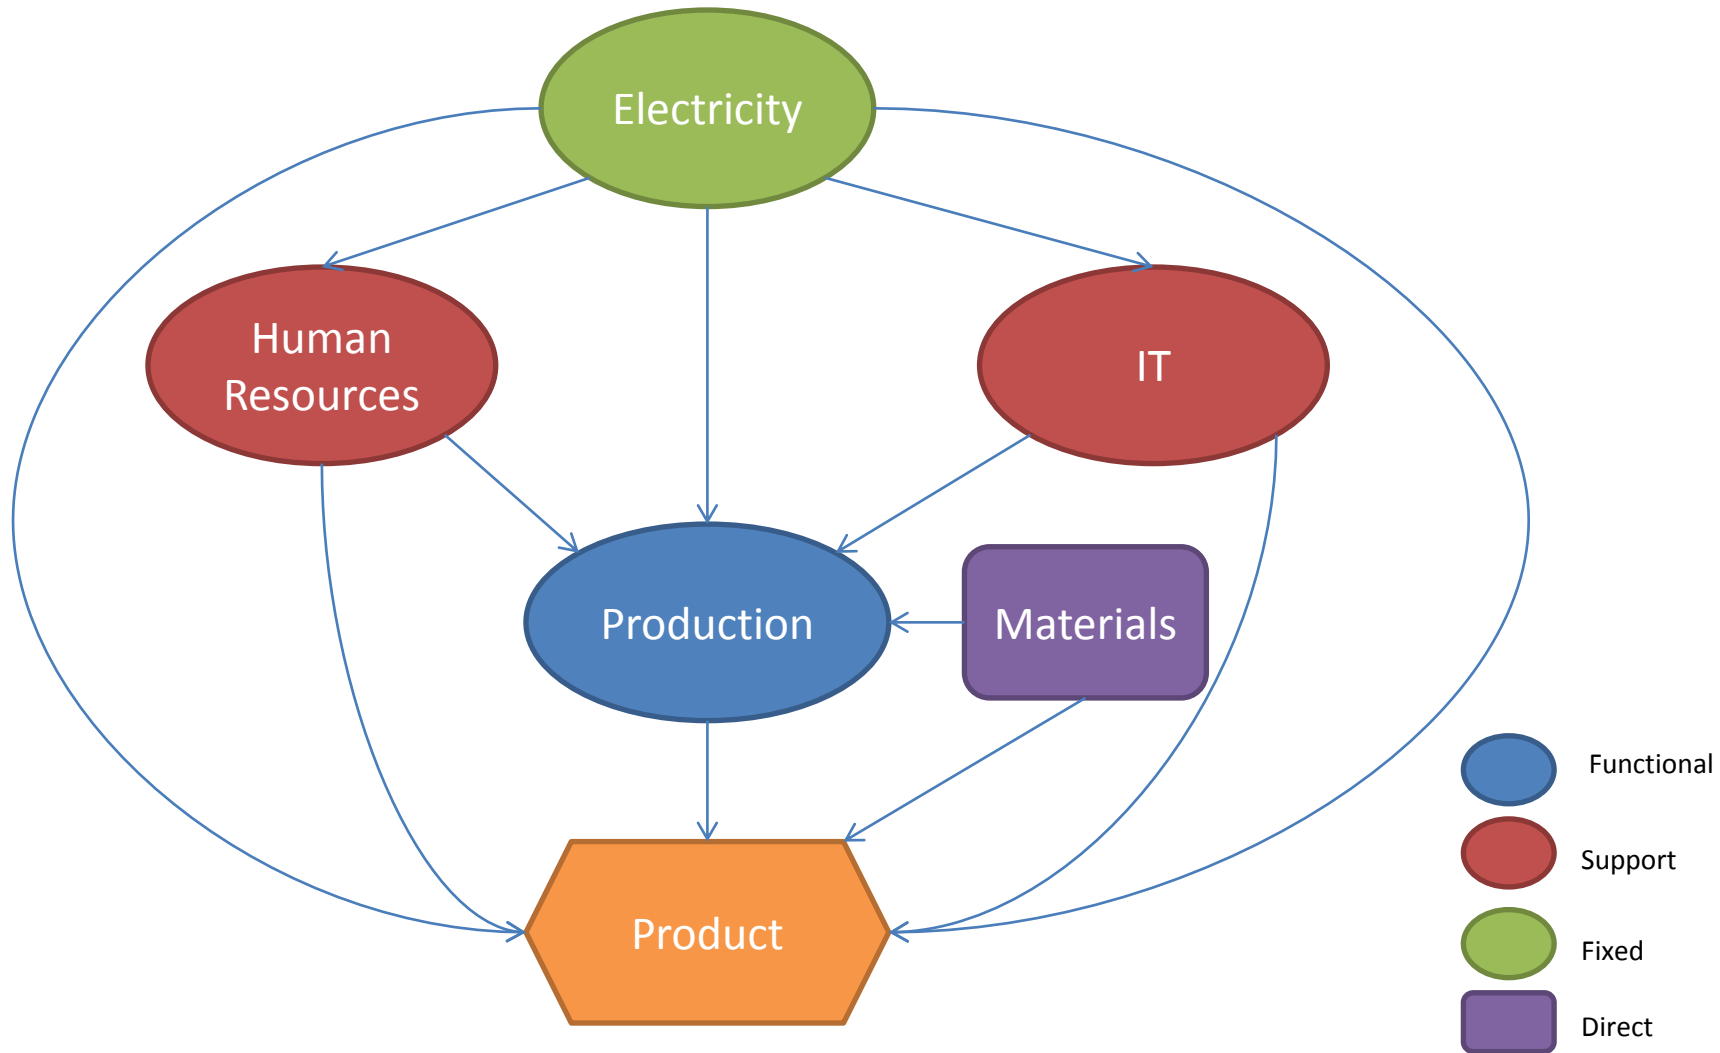 Electricity
Human
Resources
IT
Production
Materials
Product
Functional
Support
Fixed
Direct